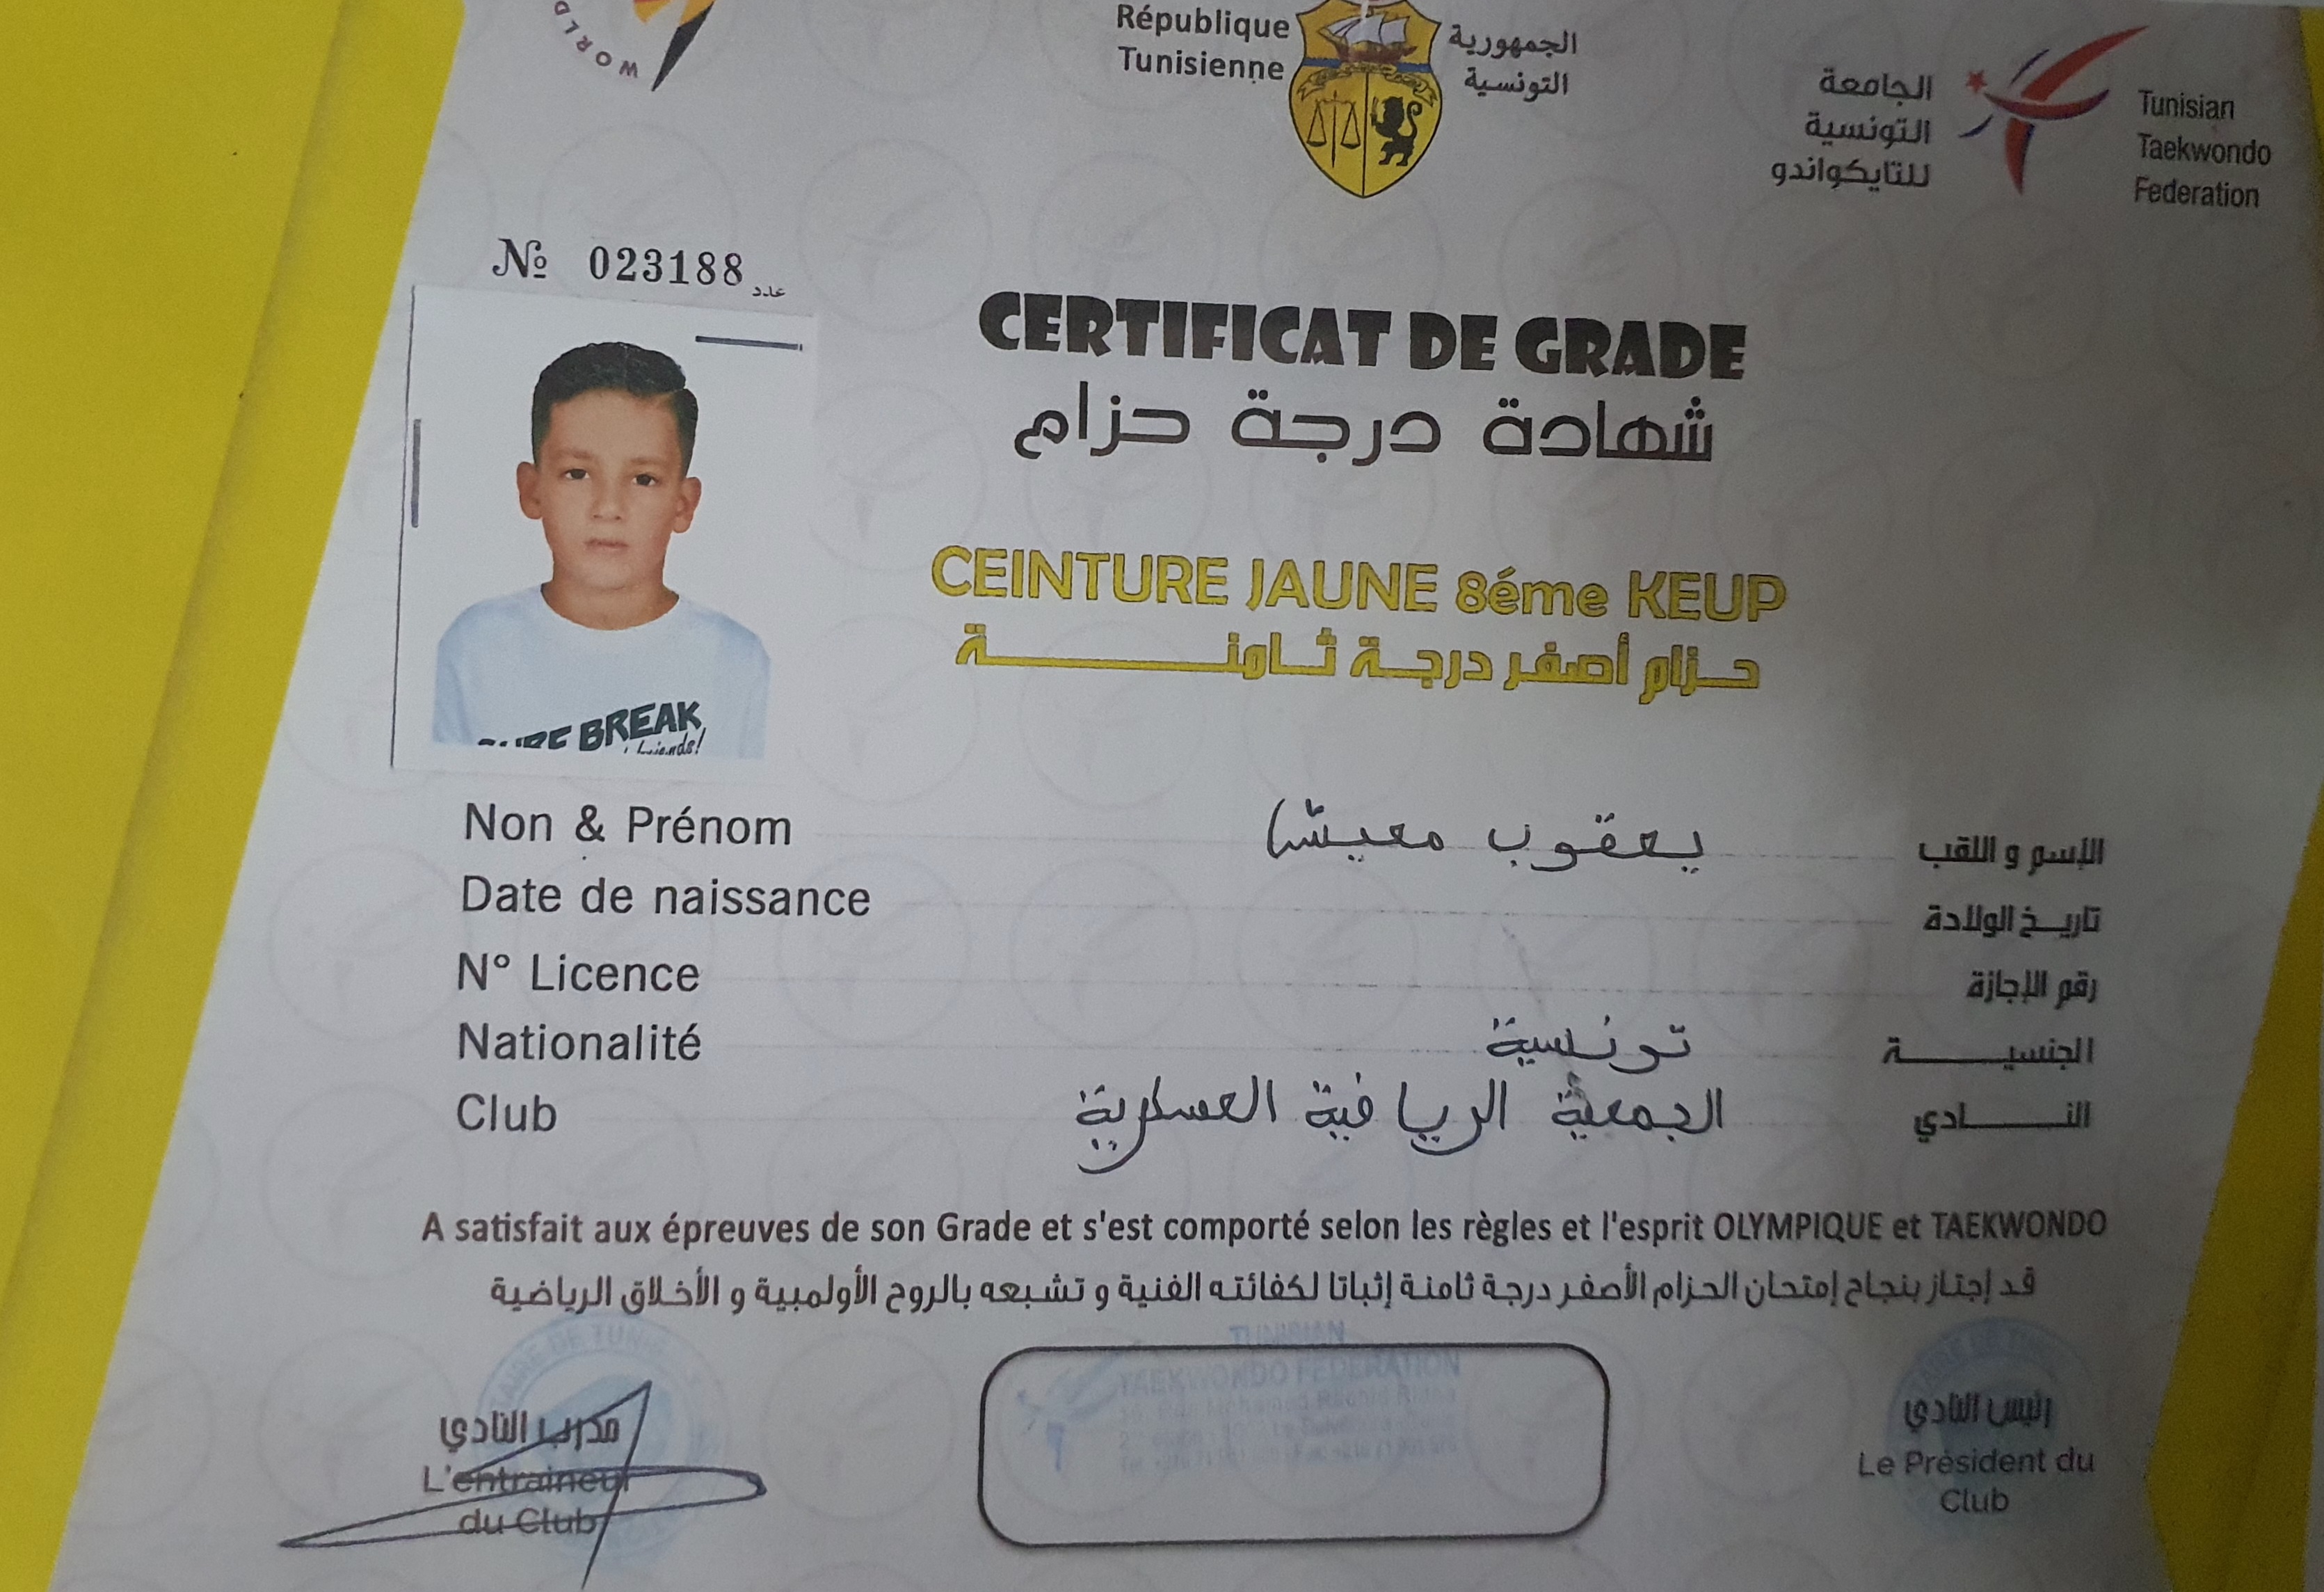 WORLD
République
Tunisienne
الجمهورية
التونسية
الجامعة
التونسية
للتايكواندو
Tunisian
Taekwondo
Federation
№ 023188 عدد
CERTIFICAT DE GRADE
شهادة درجة حزام
BREAK
CEINTURE JAUNE 8éme KEUP
حزام أصفر درجة ثامنة
Non & Prénom يعقوب معيشا الإسم و اللقب
Date de naissance تاريخ الولادة
N° Licence رقم الإجازة
Nationalité تونسية الجنسية
Club الجمعية الرياضية العسكرية النادي
A satisfait aux épreuves de son Grade et s'est comporté selon les règles et l'esprit OLYMPIQUE et TAEKWONDO
قد إجتاز بنجاح إمتحان الحزام الأصفر درجة ثامنة إثباتا لكفائته الفنية و تشبعه بالروح الأولمبية و الأخلاق الرياضية
مدرب النادي
L'entraineur
du Club
TUNISIAN
TAEKWONDO FEDERATION
رئيس النادي
Le Président du
Club